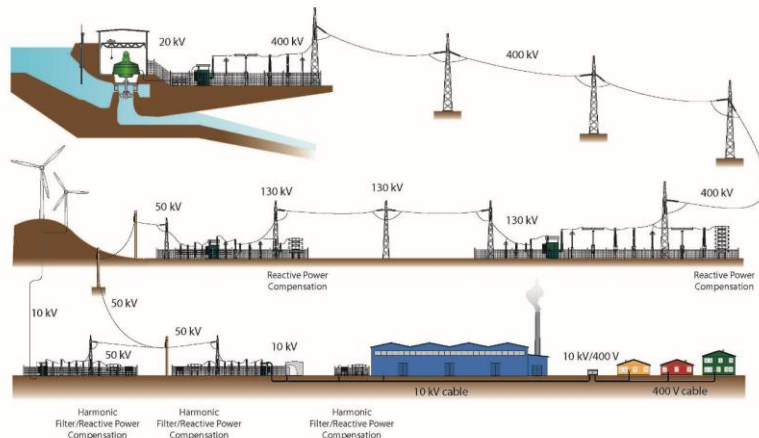 20 kV
400 kV
400 kV
50 kV
130 kV
130 kV
130 kV
400 kV
Reactive Power
Compensation
Reactive Power
Compensation
10 kV
50 kV
50 kV
50 kV
10 kV
10 kV/400 V
10 kV cable
400 V cable
Harmonic
Filter/Reactive Power
Compensation
Harmonic
Filter/Reactive Power
Compensation
Harmonic
Filter/Reactive Power
Compensation